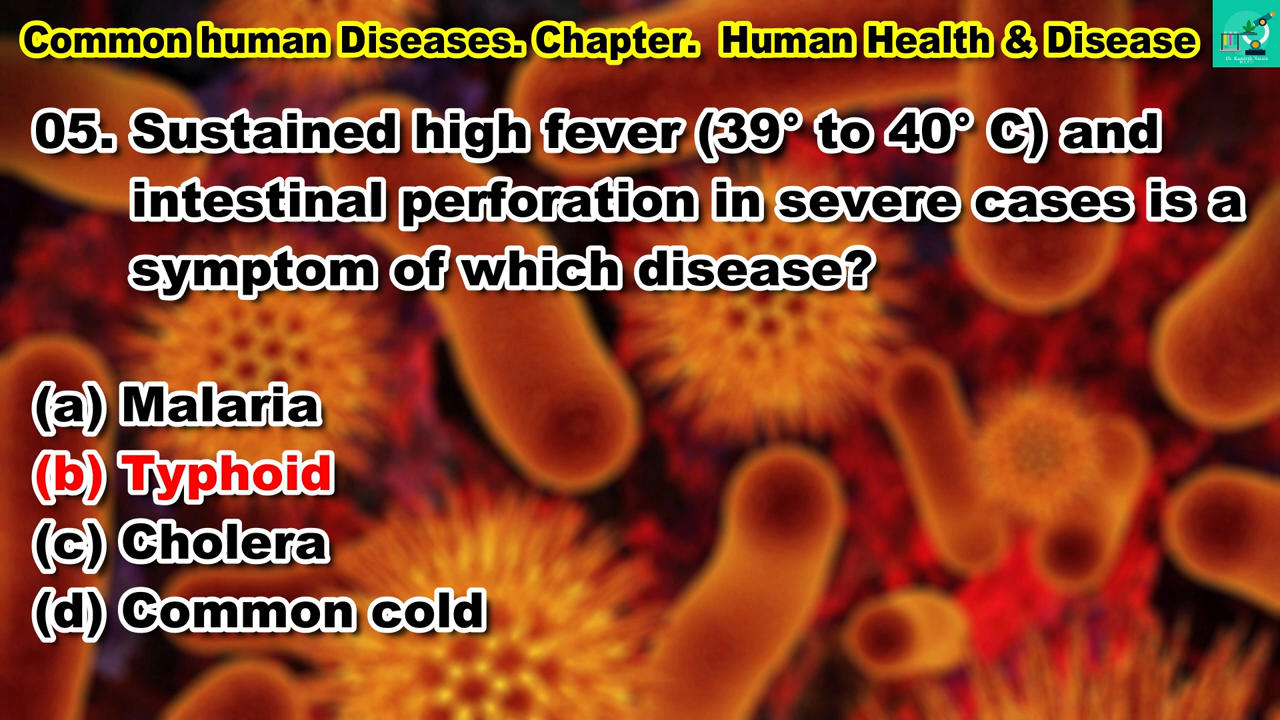 Common human Diseases. Chapter. Human Health & Disease
05. Sustained high fever (39° to 40° C) and
intestinal perforation in severe cases is a
symptom of which disease?
(a) Malaria
(b) Typhoid
(c) Cholera
(d) Common cold